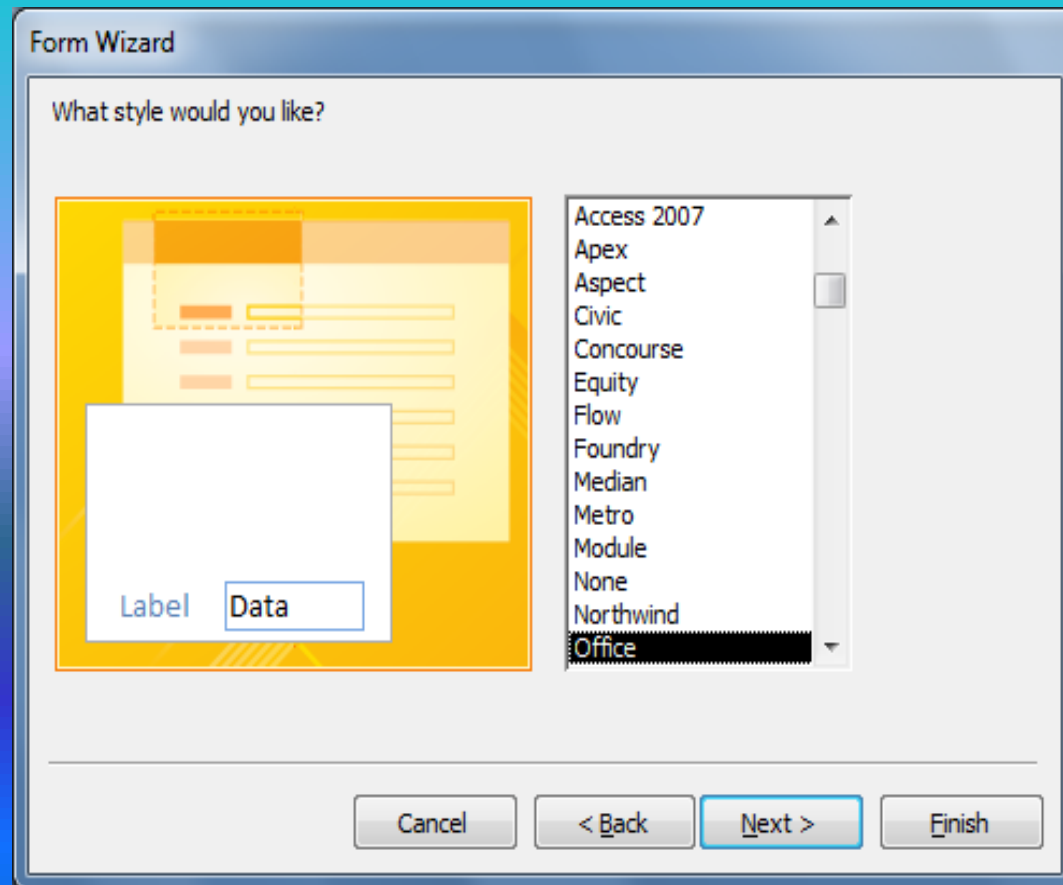 Form Wizard
What style would you like?
Access 2007
Apex
Aspect
Civic
Concourse
Equity
Flow
Foundry
Median
Metro
Module
None
Northwind
Office
Label Data
Cancel < Back Next > Finish